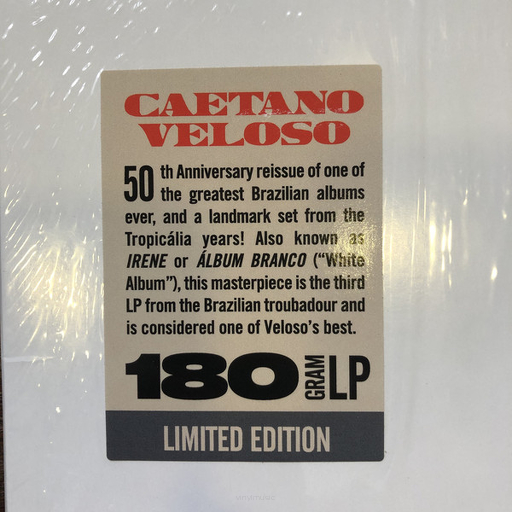 CAETANO
VELOSO
50th Anniversary reissue of one of
the greatest Brazilian albums
ever, and a landmark set from the
Tropicália years! Also known as
IRENE or ÁLBUM BRANCO ("White
Album"), this masterpiece is the third
LP from the Brazilian troubadour and
is considered one of Veloso's best.
180 GRAM LP
LIMITED EDITION